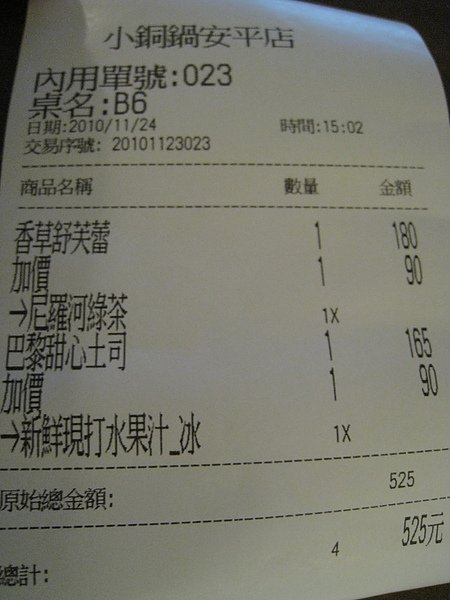 小銅鍋安平店
內用單號:023
桌名:B6
日期:2010/11/24 時間:15:02
交易序號: 20101123023
商品名稱 數量 金額
香草舒芙蕾 1 180
加價 1 90
→尼羅河綠茶 1X
巴黎甜心土司 1 165
加價 1 90
→新鮮現打水果汁_冰 1X
原始總金額: 525
總計: 4 525元